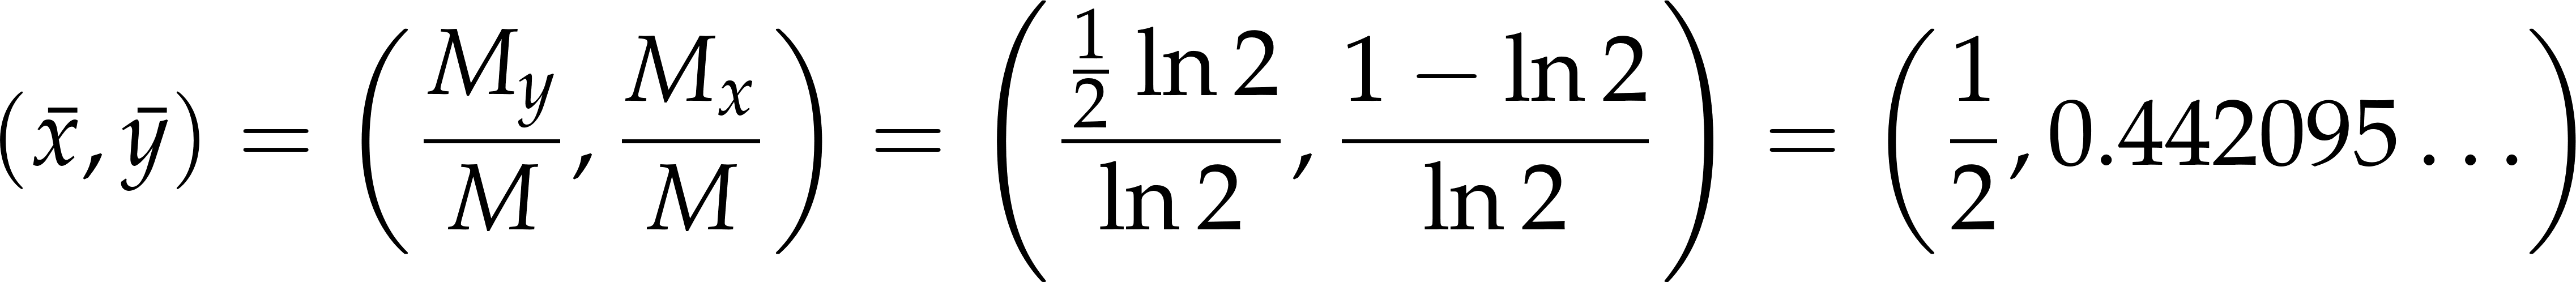 (x̄, ȳ) = (M_y/M, M_x/M) = (½ ln 2/ln 2, 1 − ln 2/ln 2) = (1/2, 0.442095…)